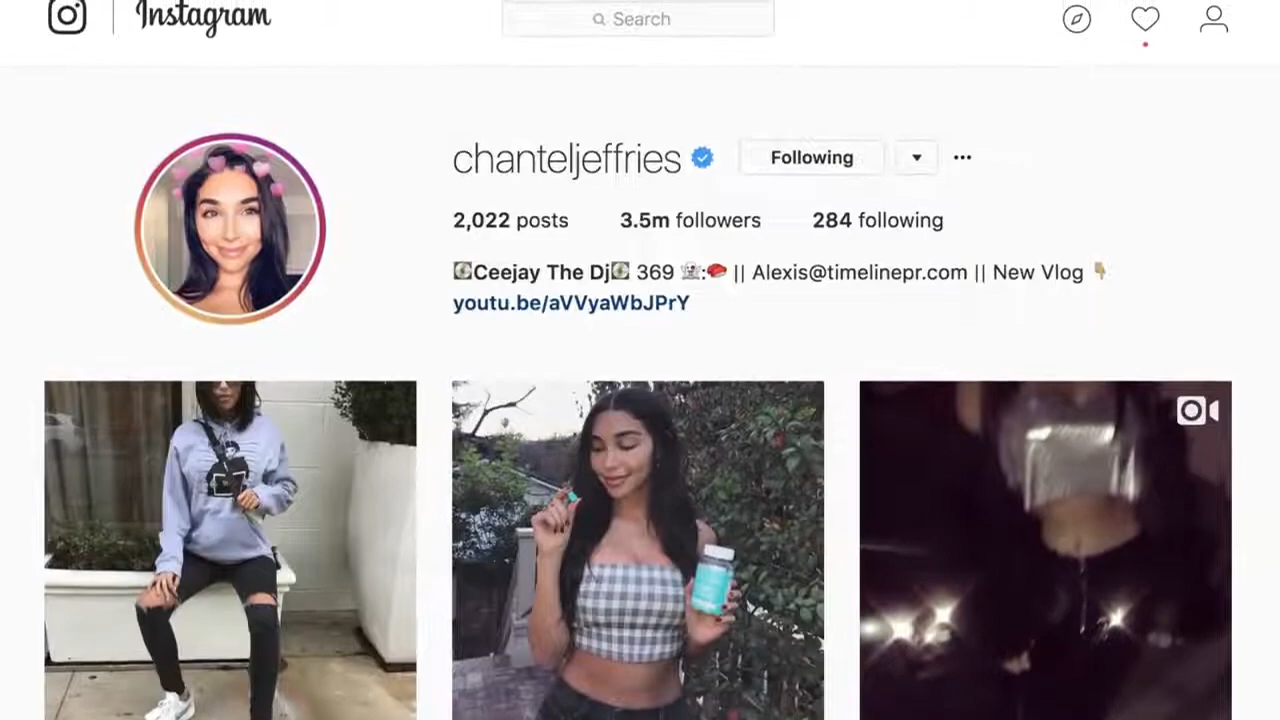 Instagram
Search
chanteljeffries
Following
2,022 posts 3.5m followers 284 following
💽Ceejay The Dj💽 369 👻:🍣 || Alexis@timelinepr.com || New Vlog 👇🏽
youtu.be/aVVyaWbJPrY